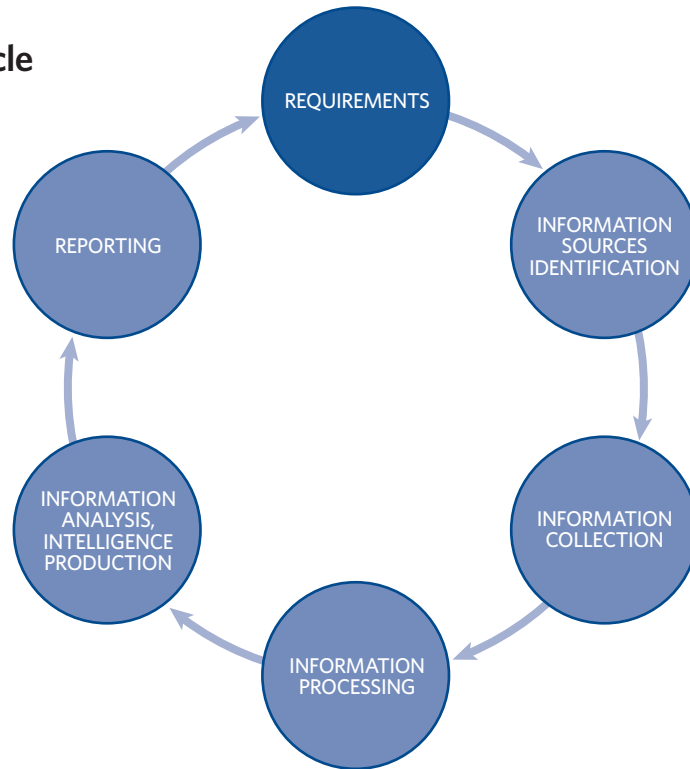 cle
REQUIREMENTS
INFORMATION
SOURCES
IDENTIFICATION
INFORMATION
COLLECTION
INFORMATION
PROCESSING
INFORMATION
ANALYSIS,
INTELLIGENCE
PRODUCTION
REPORTING